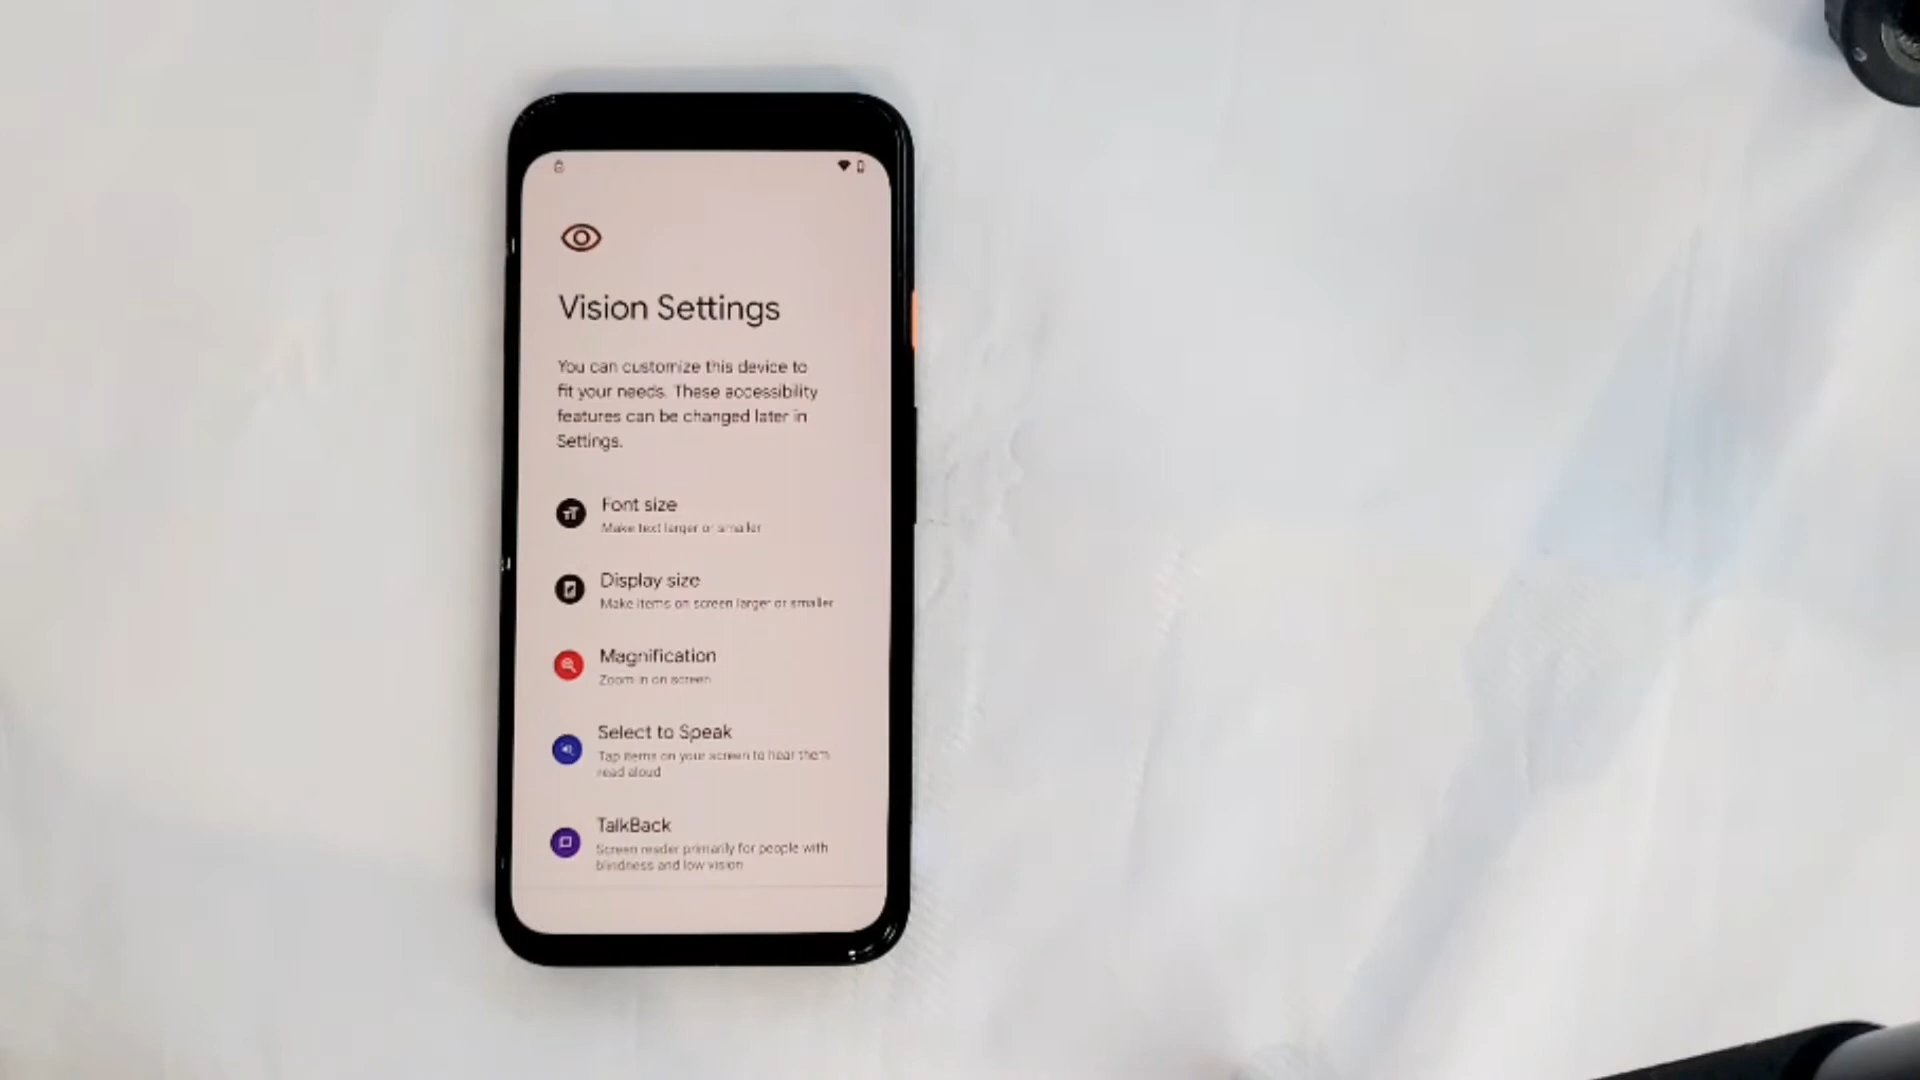 Vision Settings
You can customize this device to
fit your needs. These accessibility
features can be changed later in
Settings.
Font size
Make text larger or smaller
Display size
Make items on screen larger or smaller
Magnification
Zoom in on screen
Select to Speak
Tap items on your screen to hear them
read aloud
TalkBack
Screen reader primarily for people with
blindness and low vision